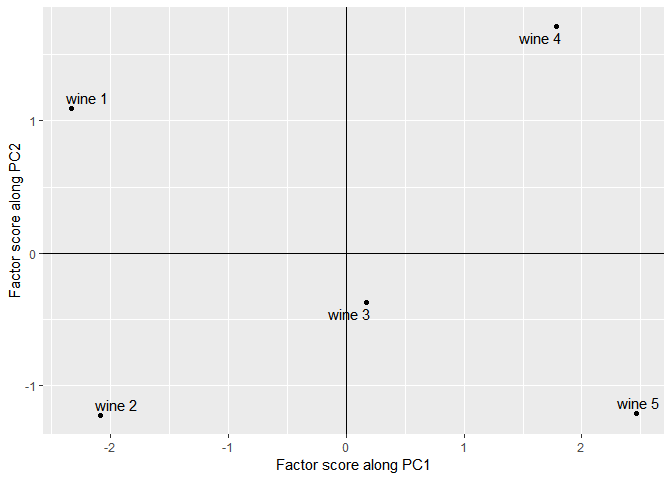 wine 4
wine 1
1
Factor score along PC2
0
wine 3
-1
wine 2
wine 5
-2
-1
0
1
2
Factor score along PC1